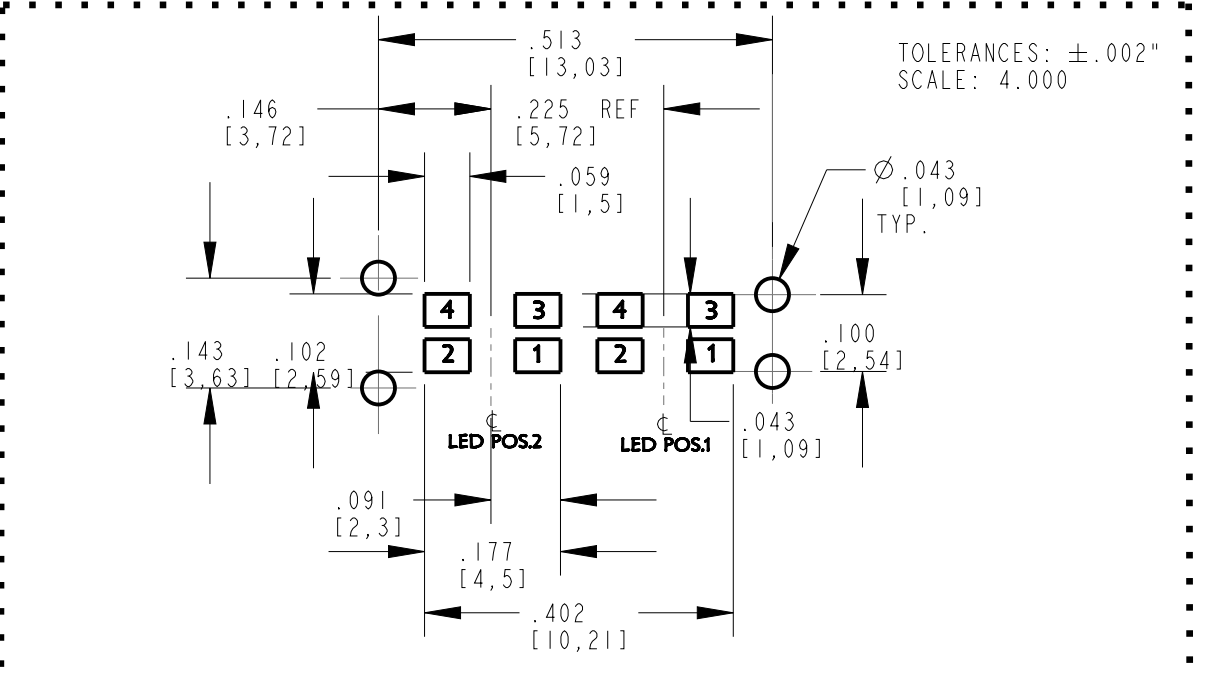 .513
[13,03]
TOLERANCES: ±.002"
SCALE: 4.000
.146
[3,72]
.225 REF
[5,72]
.059
[1,5]
Ø.043
[1,09]
TYP.
4 3 4 3
2 1 2 1
.143
[3,63]
.102
[2,59]
.100
[2,54]
℄
LED POS.2
℄
LED POS.1
.043
[1,09]
.091
[2,3]
.177
[4,5]
.402
[10,21]